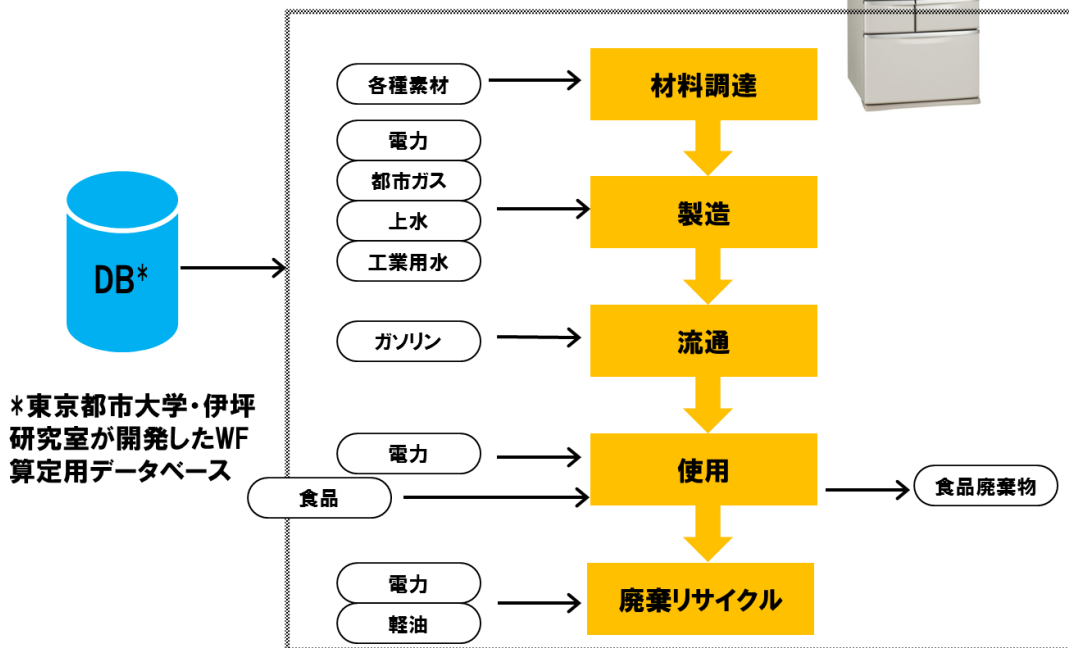 各種素材
材料調達
電力
都市ガス
上水
工業用水
製造
DB*
ガソリン
流通
*東京都市大学・伊坪
研究室が開発したWF
算定用データベース
電力
食品
使用
食品廃棄物
電力
軽油
廃棄リサイクル